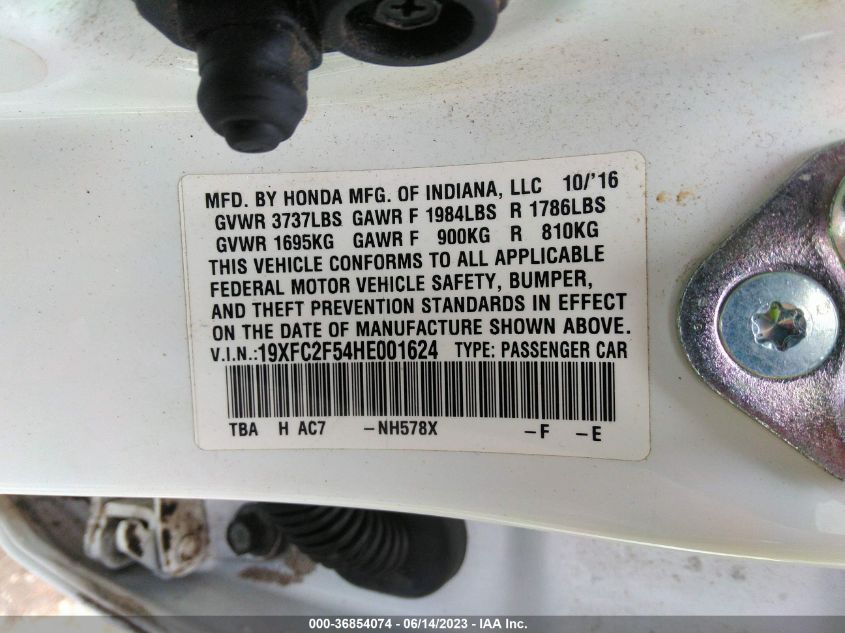 MFD. BY HONDA MFG. OF INDIANA, LLC 10/'16
GVWR 3737LBS GAWR F 1984LBS R 1786LBS
GVWR 1695KG GAWR F 900KG R 810KG
THIS VEHICLE CONFORMS TO ALL APPLICABLE
FEDERAL MOTOR VEHICLE SAFETY, BUMPER,
AND THEFT PREVENTION STANDARDS IN EFFECT
ON THE DATE OF MANUFACTURE SHOWN ABOVE.
V.I.N.:19XFC2F54HE001624 TYPE: PASSENGER CAR
TBA H AC7 -NH578X -F -E
000-36854074 - 06/14/2023 - IAA Inc.